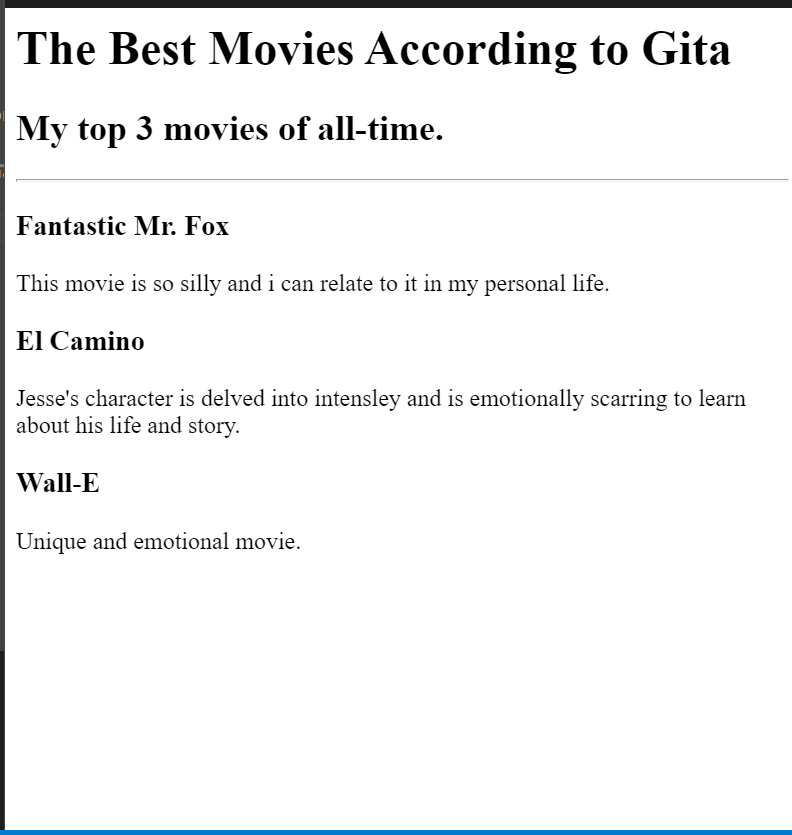 The Best Movies According to Gita
My top 3 movies of all-time.
Fantastic Mr. Fox
This movie is so silly and i can relate to it in my personal life.
El Camino
Jesse's character is delved into intensley and is emotionally scarring to learn
about his life and story.
Wall-E
Unique and emotional movie.